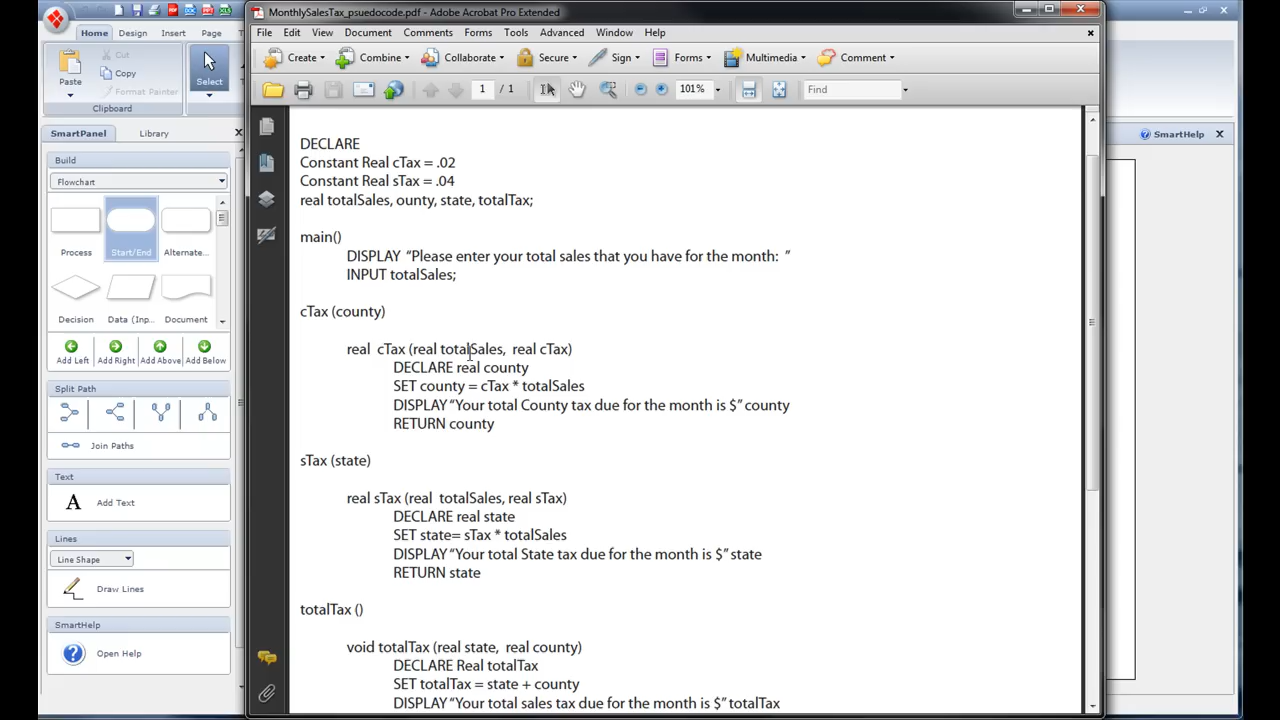 MonthlySalesTax_psuedocode.pdf - Adobe Acrobat Pro Extended
Home Design Insert Page
File Edit View Document Comments Forms Tools Advanced Window Help
Paste
Cut
Copy
Format Painter
Select
Clipboard
Create Combine Collaborate Secure Sign Forms Multimedia Comment
1 / 1 101% Find
SmartPanel Library
SmartHelp
Build
Flowchart
Process Start/End Alternate...
Decision Data (Inp... Document
Add Left Add Right Add Above Add Below
Split Path
Join Paths
Text
A Add Text
Lines
Line Shape
Draw Lines
SmartHelp
Open Help
DECLARE
Constant Real cTax = .02
Constant Real sTax = .04
real totalSales, ounty, state, totalTax;
main()
DISPLAY "Please enter your total sales that you have for the month: "
INPUT totalSales;
cTax (county)
real cTax (real totalSales, real cTax)
DECLARE real county
SET county = cTax * totalSales
DISPLAY "Your total County tax due for the month is $" county
RETURN county
sTax (state)
real sTax (real totalSales, real sTax)
DECLARE real state
SET state= sTax * totalSales
DISPLAY "Your total State tax due for the month is $" state
RETURN state
totalTax ()
void totalTax (real state, real county)
DECLARE Real totalTax
SET totalTax = state + county
DISPLAY "Your total sales tax due for the month is $" totalTax